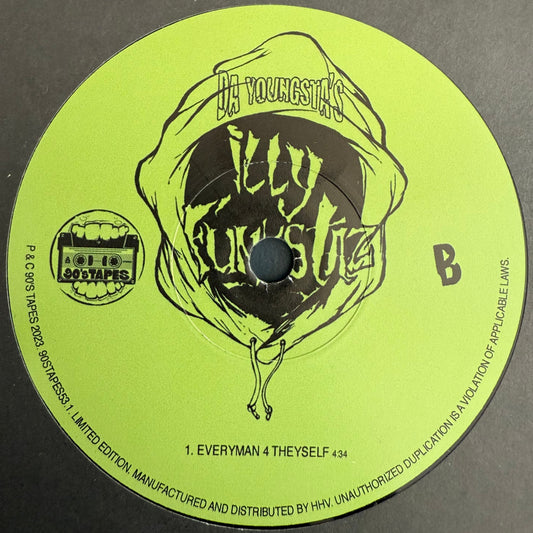 DA YOUNGSTA'S
iLLY
FUNKSTAZ
90'S TAPES
B
1. EVERYMAN 4 THEYSELF 4:34
P & C 90'S TAPES 2023. 90STAPES53.1. LIMITED EDITION. MANUFACTURED AND DISTRIBUTED BY HHV. UNAUTHORIZED DUPLICATION IS A VIOLATION OF APPLICABLE LAWS.